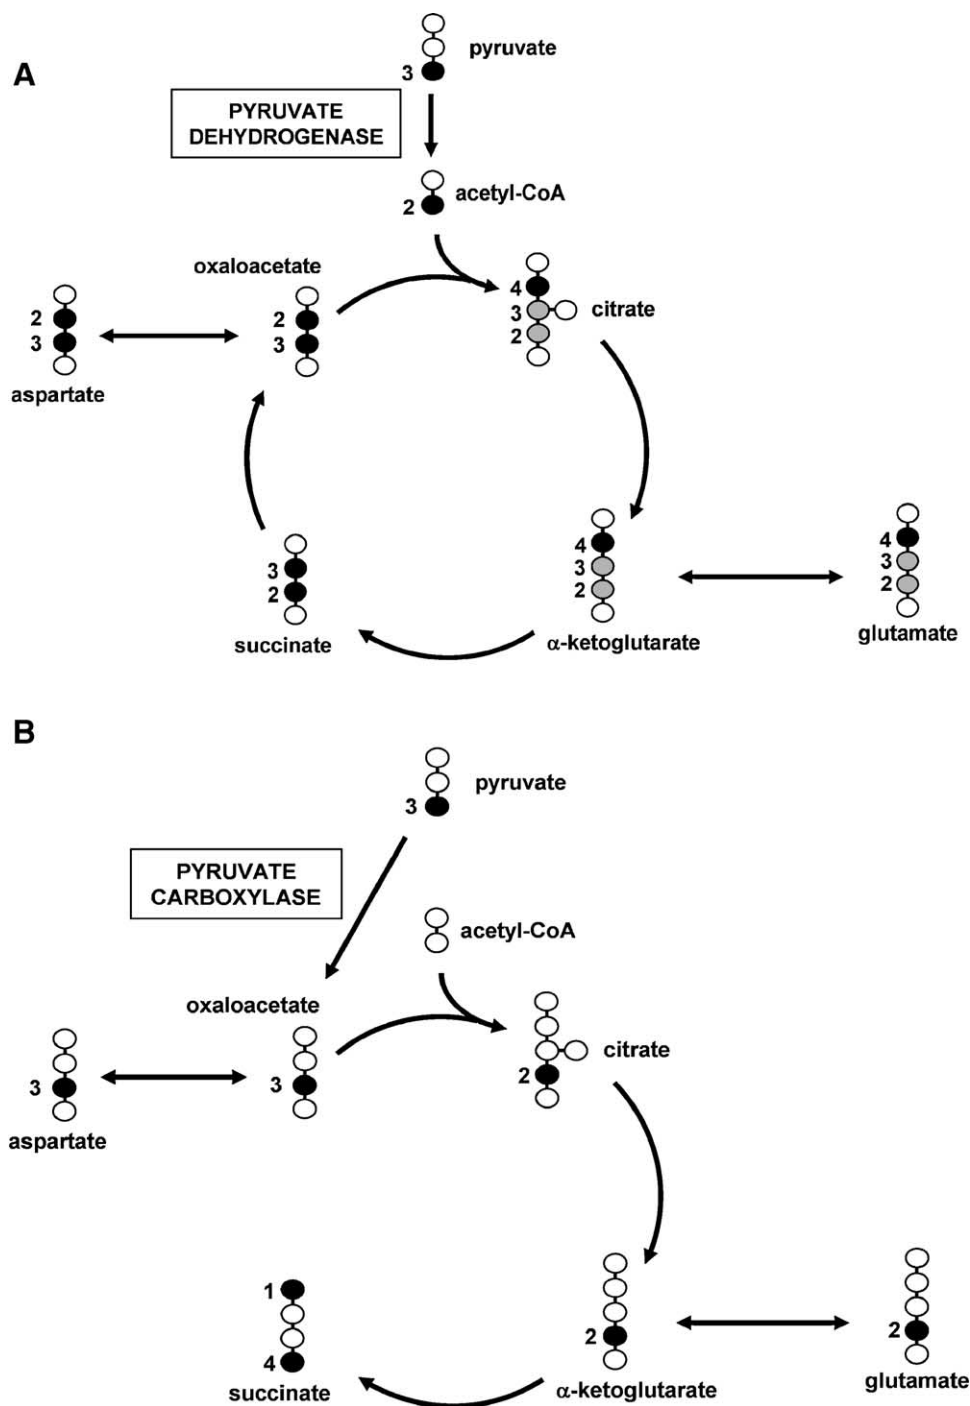 A
pyruvate
3
PYRUVATE
DEHYDROGENASE
acetyl-CoA
2
oxaloacetate
4
citrate
3
2
2
3
2
3
aspartate
4
3
2
4
3
2
3
2
succinate
α-ketoglutarate
glutamate
B
pyruvate
3
PYRUVATE
CARBOXYLASE
acetyl-CoA
oxaloacetate
citrate
2
3
3
aspartate
1
2
2
4
succinate
α-ketoglutarate
glutamate